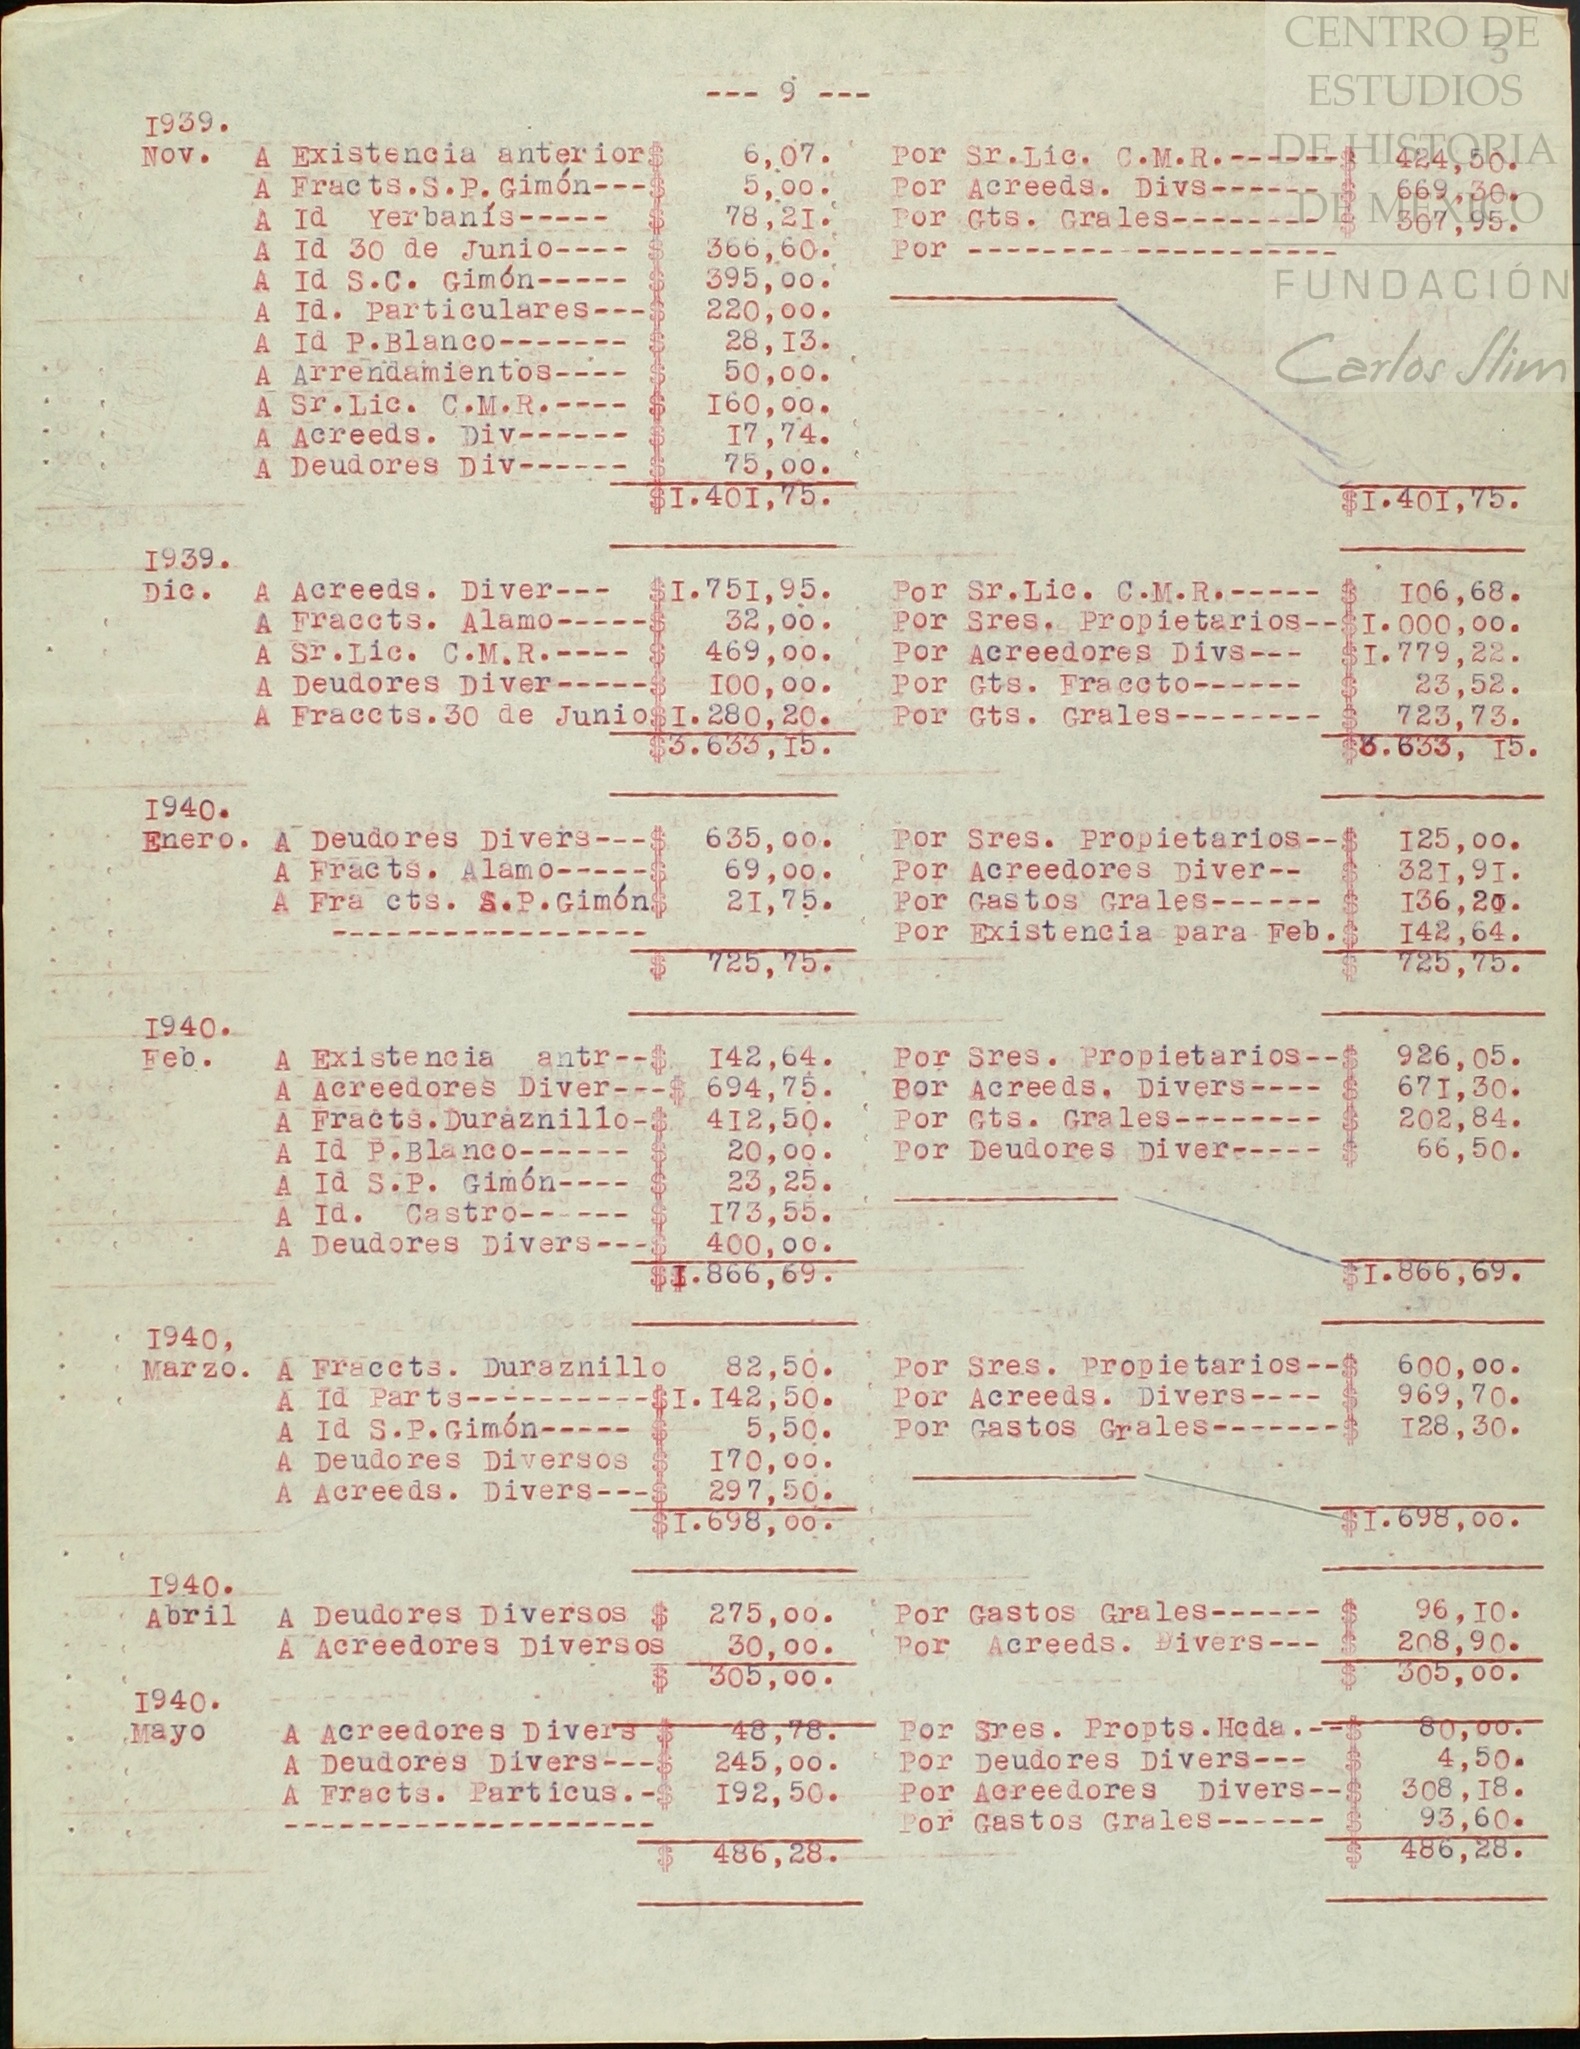 CENTRO DE
ESTUDIOS
DE HISTORIA
DE MEXICO
FUNDACIÓN
Carlos Slim
3
--- 9 ---
1939.
Nov. A Existencia anterior$ 6,07. Por Sr.Lic. C.M.R.------$ 424,50.
A Fracts.S.P.Gimón---$ 5,00. Por Acreeds. Divs------ $ 669,30.
A Id Yerbanís----- $ 78,21. Por Gts. Grales-------- $ 307,95.
A Id 30 de Junio---- $ 366,60. Por --------------------
A Id S.C. Gimón----- $ 395,00.
A Id. Particulares---$ 220,00.
A Id P.Blanco------- $ 28,13.
A Arrendamientos---- $ 50,00.
A Sr.Lic. C.M.R.---- $ 160,00.
A Acreeds. Div------ $ 17,74.
A Deudores Div------ $ 75,00.
$1.401,75. $1.401,75.
1939.
Dic. A Acreeds. Diver--- $1.751,95. Por Sr.Lic. C.M.R.----- $ 106,68.
A Fraccts. Alamo-----$ 32,00. Por Sres. Propietarios--$1.000,00.
A Sr.Lic. C.M.R.---- $ 469,00. Por Acreedores Divs--- $1.779,22.
A Deudores Diver-----$ 100,00. Por Gts. Fraccto------ $ 23,52.
A Fraccts.30 de Junio$1.280,20. Por Gts. Grales-------- $ 723,73.
$3.633,15. $3.633, 15.
1940.
Enero. A Deudores Divers---$ 635,00. Por Sres. Propietarios--$ 125,00.
A Fracts. Alamo-----$ 69,00. Por Acreedores Diver-- $ 321,91.
A Fra cts. S.P.Gimón$ 21,75. Por Gastos Grales------ $ 136,20.
----------------- Por Existencia para Feb.$ 142,64.
$ 725,75. $ 725,75.
1940.
Feb. A Existencia antr--$ 142,64. Por Sres. Propietarios--$ 926,05.
A Acreedores Diver---$ 694,75. Por Acreeds. Divers---- $ 671,30.
A Fracts.Duraznillo-$ 412,50. Por Gts. Grales-------- $ 202,84.
A Id P.Blanco------ $ 20,00. Por Deudores Diver----- $ 66,50.
A Id S.P. Gimón---- $ 23,25.
A Id. Castro------ $ 173,55.
A Deudores Divers---$ 400,00.
$1.866,69. $1.866,69.
1940,
Marzo. A Fraccts. Duraznillo 82,50. Por Sres. Propietarios--$ 600,00.
A Id Parts----------$1.142,50. Por Acreeds. Divers---- $ 969,70.
A Id S.P.Gimón----- $ 5,50. Por Gastos Grales-------$ 128,30.
A Deudores Diversos $ 170,00.
A Acreeds. Divers---$ 297,50.
$1.698,00. $1.698,00.
1940.
Abril A Deudores Diversos $ 275,00. Por Gastos Grales------ $ 96,10.
A Acreedores Diversos 30,00. Por Acreeds. Divers--- $ 208,90.
$ 305,00. $ 305,00.
1940.
Mayo A Acreedores Divers $ 48,78. Por Sres. Propts.Hcda.--$ 80,00.
A Deudores Divers---$ 245,00. Por Deudores Divers--- $ 4,50.
A Fracts. Particus.-$ 192,50. Por Acreedores Divers--$ 308,18.
-------------------- Por Gastos Grales------ $ 93,60.
$ 486,28. $ 486,28.